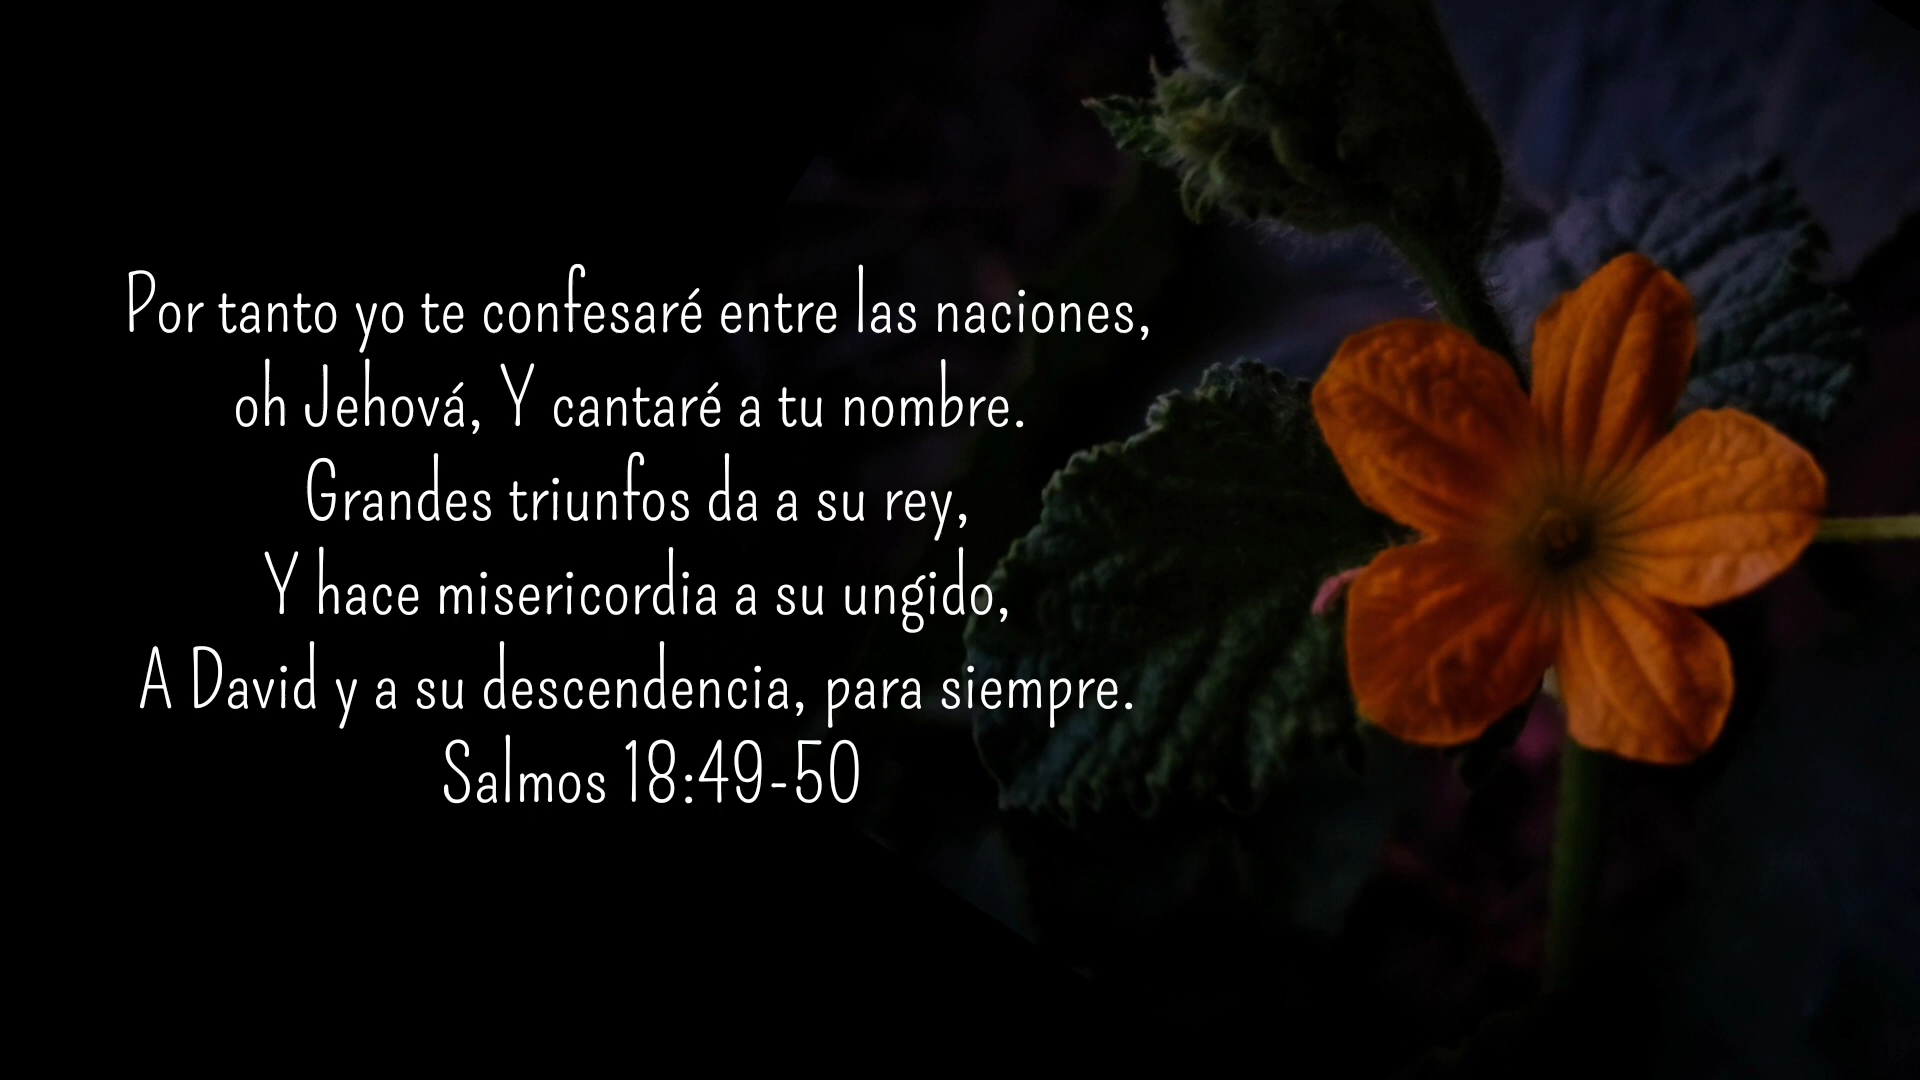 Por tanto yo te confesaré entre las naciones,
oh Jehová, Y cantaré a tu nombre.
Grandes triunfos da a su rey,
Y hace misericordia a su ungido,
A David y a su descendencia, para siempre.
Salmos 18:49-50